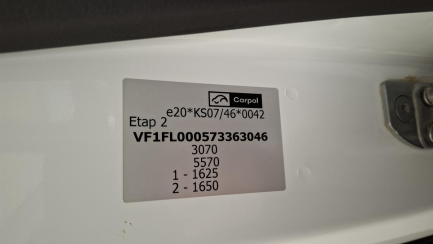 Carpol
e20*KS07/46*0042
Etap 2
VF1FL000573363046
3070
5570
1 - 1625
2 - 1650